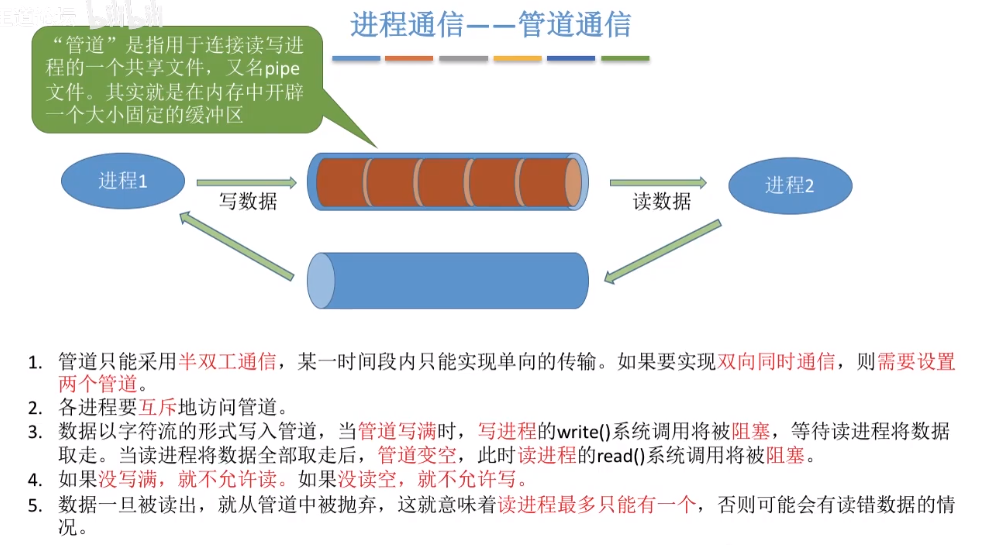 进程通信——管道通信
“管道”是指用于连接读写进
程的一个共享文件，又名pipe
文件。其实就是在内存中开辟
一个大小固定的缓冲区
进程1
写数据
读数据
进程2
1. 管道只能采用半双工通信，某一时间段内只能实现单向的传输。如果要实现双向同时通信，则需要设置
两个管道。
2. 各进程要互斥地访问管道。
3. 数据以字符流的形式写入管道，当管道写满时，写进程的write()系统调用将被阻塞，等待读进程将数据
取走。当读进程将数据全部取走后，管道变空，此时读进程的read()系统调用将被阻塞。
4. 如果没写满，就不允许读。如果没读空，就不允许写。
5. 数据一旦被读出，就从管道中被抛弃，这就意味着读进程最多只能有一个，否则可能会有读错数据的情
况。